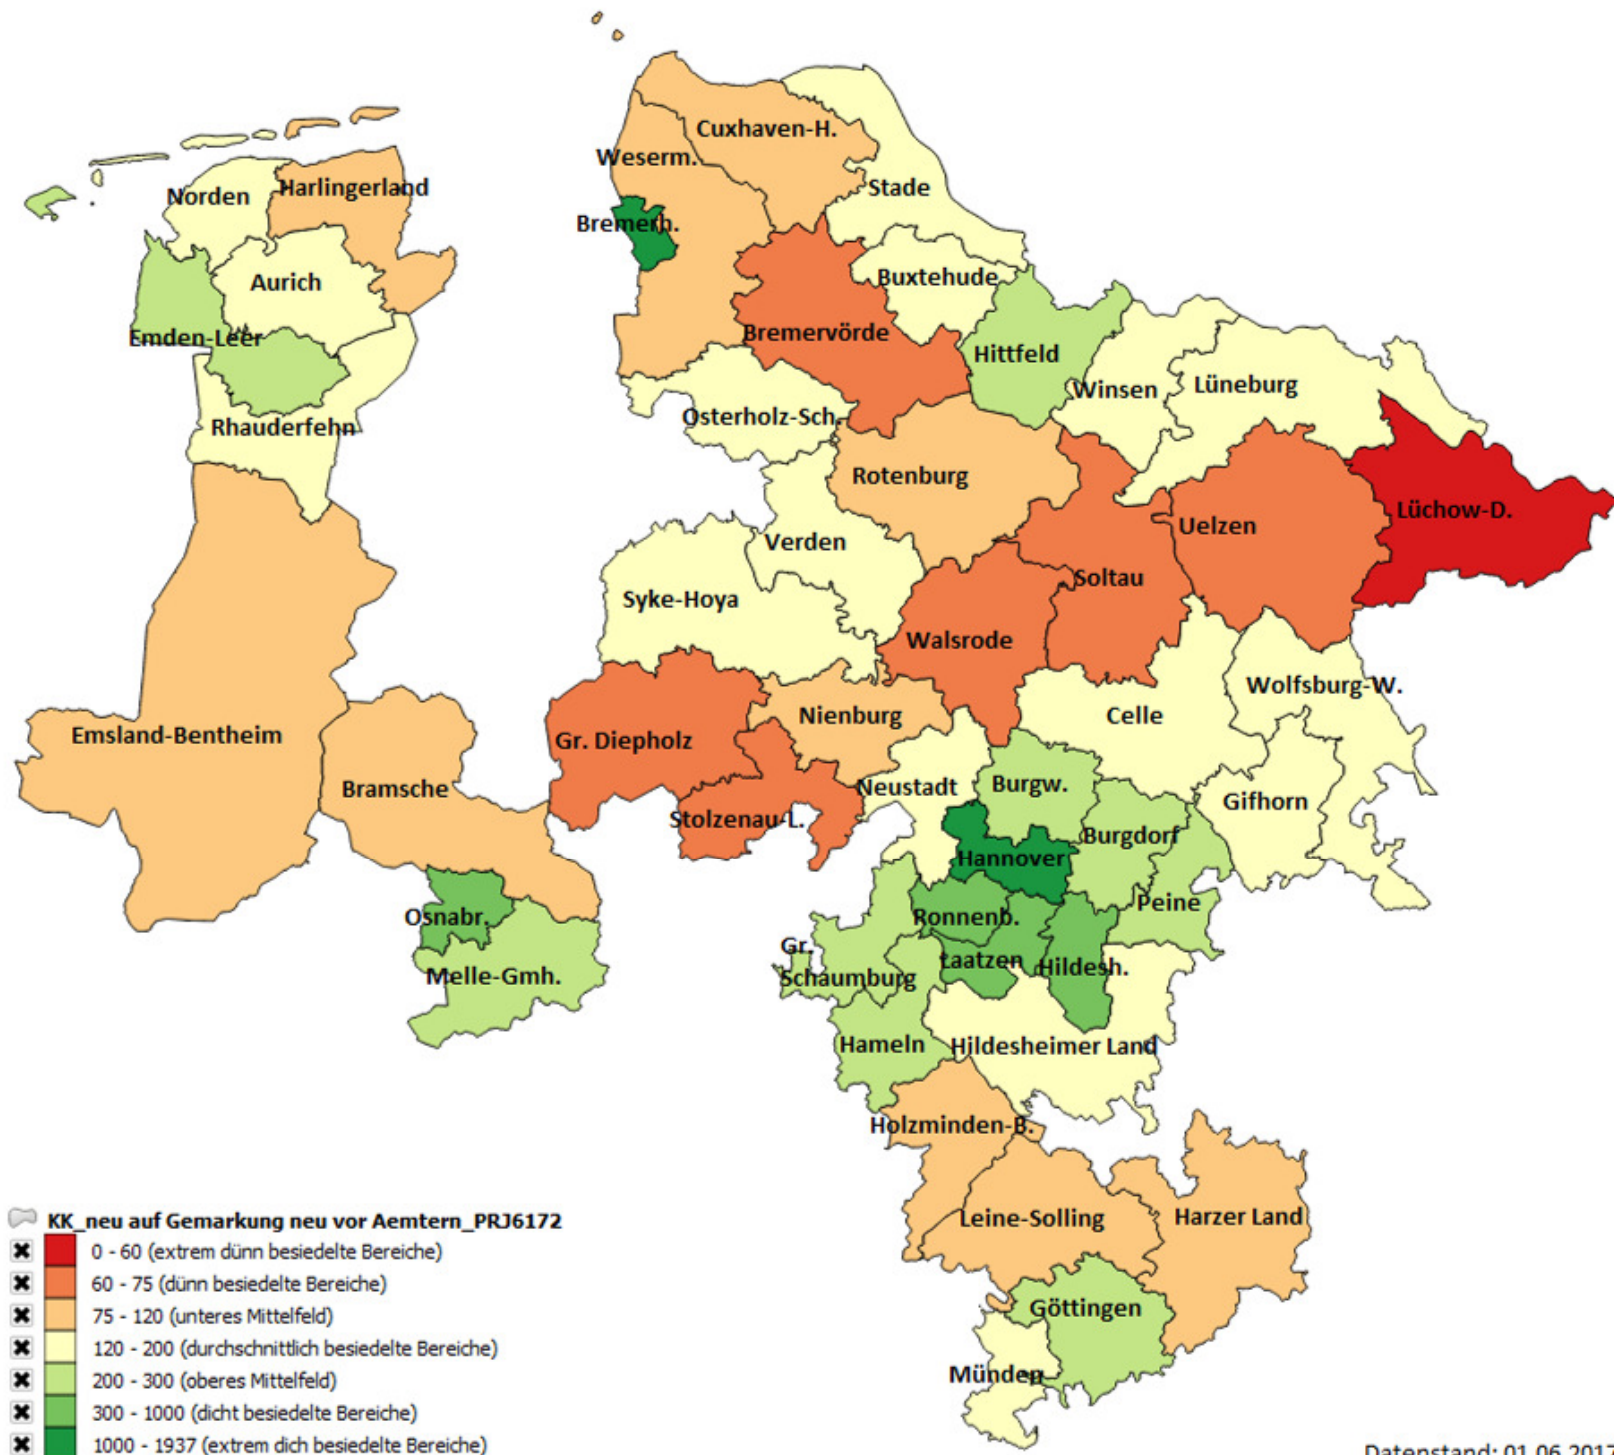 Cuxhaven-H.
Weserm.
Norden
Harlingerland
Stade
Bremerh.
Aurich
Buxtehude
Emden-Leer
Bremervörde
Hittfeld
Winsen
Lüneburg
Rhauderfehn
Osterholz-Sch.
Rotenburg
Lüchow-D.
Uelzen
Verden
Soltau
Syke-Hoya
Walsrode
Wolfsburg-W.
Emsland-Bentheim
Gr. Diepholz
Nienburg
Celle
Bramsche
Neustadt
Burgw.
Gifhorn
Stolzenau-L.
Burgdorf
Hannover
Osnabr.
Ronnenb.
Peine
Gr.
Schaumburg
Laatzen
Hildesh.
Melle-Gmh.
Hameln
Hildesheimer Land
Holzminden-B.
Leine-Solling
Harzer Land
Göttingen
Münden
KK_neu auf Gemarkung neu vor Aemtern_PRJ6172
0 - 60 (extrem dünn besiedelte Bereiche)
60 - 75 (dünn besiedelte Bereiche)
75 - 120 (unteres Mittelfeld)
120 - 200 (durchschnittlich besiedelte Bereiche)
200 - 300 (oberes Mittelfeld)
300 - 1000 (dicht besiedelte Bereiche)
1000 - 1937 (extrem dich besiedelte Bereiche)
Datenstand: 01.06.2017